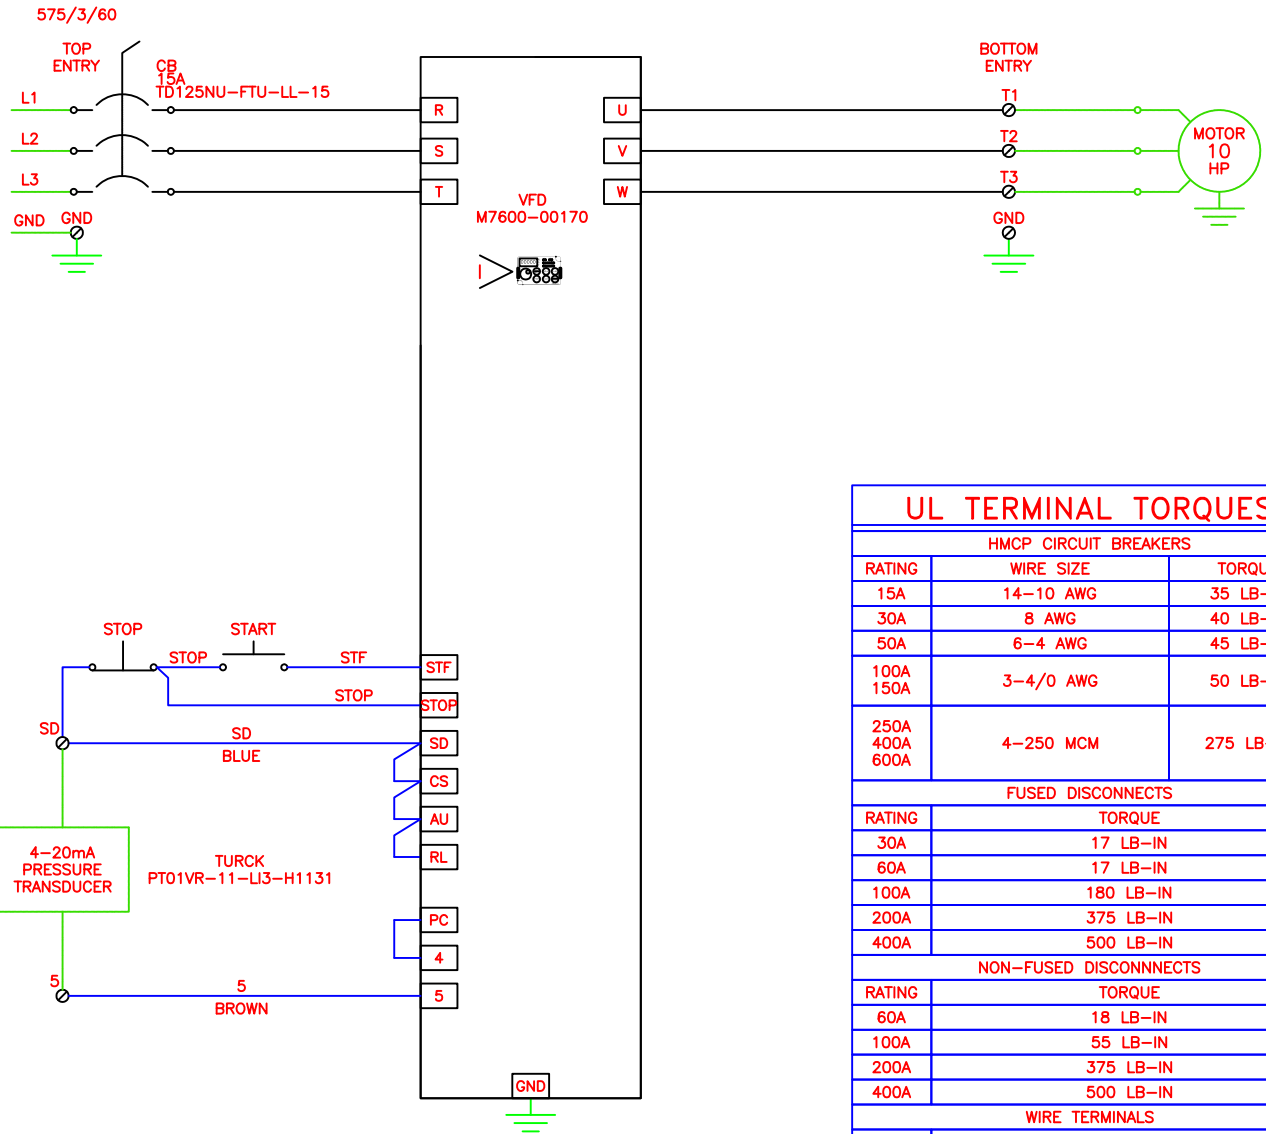 575/3/60
TOP
ENTRY
CB
15A
TD125NU-FTU-LL-15
L1
L2
L3
GND
GND
R
S
T
U
V
W
VFD
M7600-00170
I
BOTTOM
ENTRY
T1
T2
T3
GND
MOTOR
10
HP
STOP
START
STOP
STF
STOP
SD
SD
BLUE
4-20mA
PRESSURE
TRANSDUCER
TURCK
PT01VR-11-LI3-H1131
5
5
BROWN
STF
STOP
SD
CS
AU
RL
PC
4
5
GND
UL TERMINAL TORQUES
HMCP CIRCUIT BREAKERS
RATING WIRE SIZE TORQU
15A 14-10 AWG 35 LB-
30A 8 AWG 40 LB-
50A 6-4 AWG 45 LB-
100A
150A
3-4/0 AWG 50 LB-
250A
400A
600A
4-250 MCM 275 LB-
FUSED DISCONNECTS
RATING TORQUE
30A 17 LB-IN
60A 17 LB-IN
100A 180 LB-IN
200A 375 LB-IN
400A 500 LB-IN
NON-FUSED DISCONNNECTS
RATING TORQUE
60A 18 LB-IN
100A 55 LB-IN
200A 375 LB-IN
400A 500 LB-IN
WIRE TERMINALS